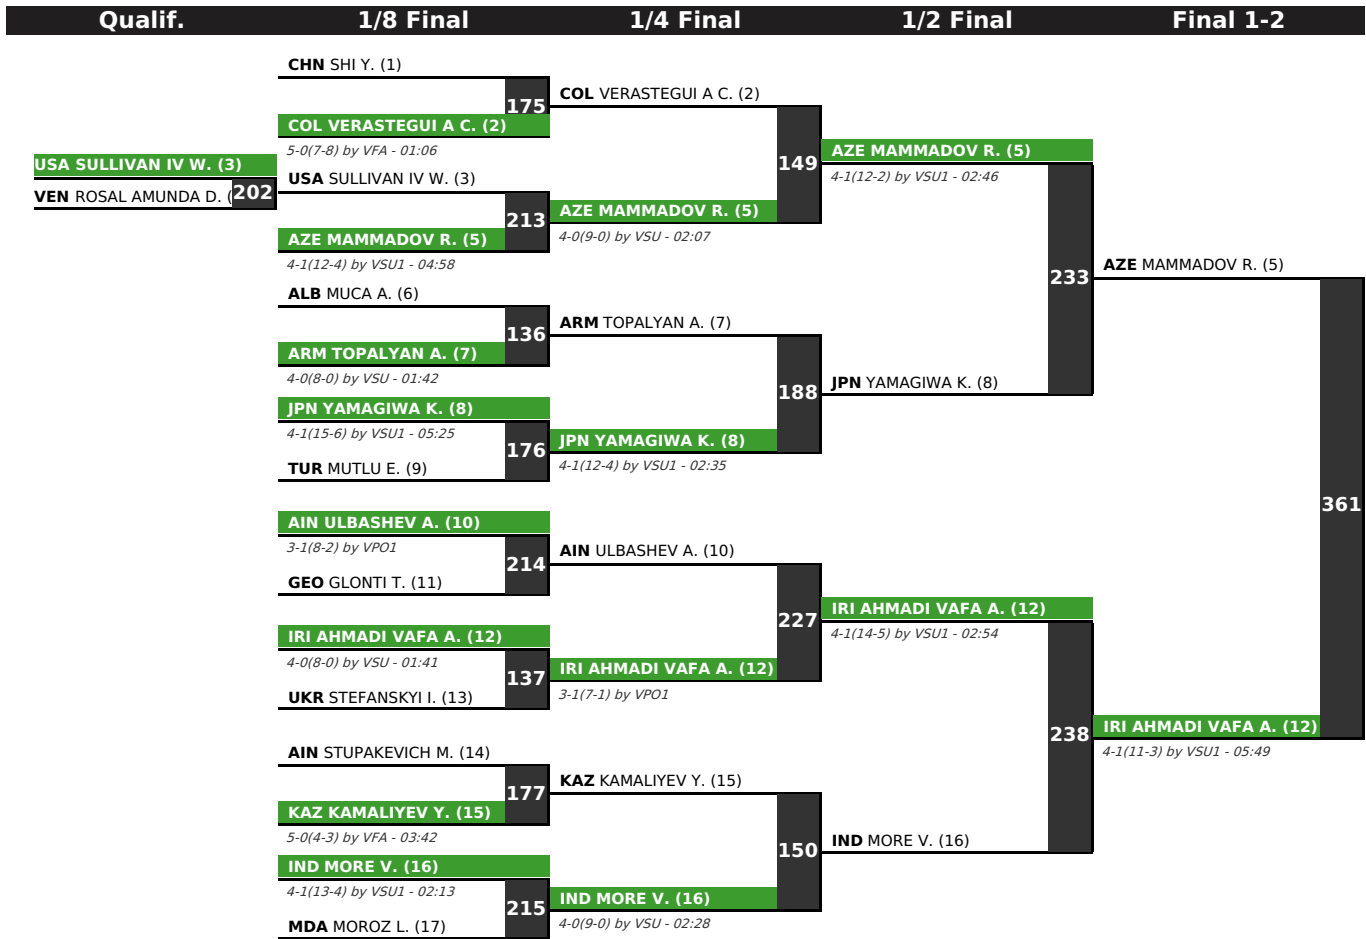 Qualif.
1/8 Final
1/4 Final
1/2 Final
Final 1-2
USA SULLIVAN IV W. (3)
VEN ROSAL AMUNDA D. (
202
CHN SHI Y. (1)
175
COL VERASTEGUI A C. (2)
5-0(7-8) by VFA - 01:06
USA SULLIVAN IV W. (3)
213
AZE MAMMADOV R. (5)
4-1(12-4) by VSU1 - 04:58
ALB MUCA A. (6)
136
ARM TOPALYAN A. (7)
4-0(8-0) by VSU - 01:42
JPN YAMAGIWA K. (8)
4-1(15-6) by VSU1 - 05:25
176
TUR MUTLU E. (9)
AIN ULBASHEV A. (10)
3-1(8-2) by VPO1
214
GEO GLONTI T. (11)
IRI AHMADI VAFA A. (12)
4-0(8-0) by VSU - 01:41
137
UKR STEFANSKYI I. (13)
AIN STUPAKEVICH M. (14)
177
KAZ KAMALIYEV Y. (15)
5-0(4-3) by VFA - 03:42
IND MORE V. (16)
4-1(13-4) by VSU1 - 02:13
215
MDA MOROZ L. (17)
COL VERASTEGUI A C. (2)
149
AZE MAMMADOV R. (5)
4-0(9-0) by VSU - 02:07
ARM TOPALYAN A. (7)
188
JPN YAMAGIWA K. (8)
4-1(12-4) by VSU1 - 02:35
AIN ULBASHEV A. (10)
227
IRI AHMADI VAFA A. (12)
3-1(7-1) by VPO1
KAZ KAMALIYEV Y. (15)
150
IND MORE V. (16)
4-0(9-0) by VSU - 02:28
AZE MAMMADOV R. (5)
4-1(12-2) by VSU1 - 02:46
233
JPN YAMAGIWA K. (8)
IRI AHMADI VAFA A. (12)
4-1(14-5) by VSU1 - 02:54
238
IND MORE V. (16)
AZE MAMMADOV R. (5)
361
IRI AHMADI VAFA A. (12)
4-1(11-3) by VSU1 - 05:49